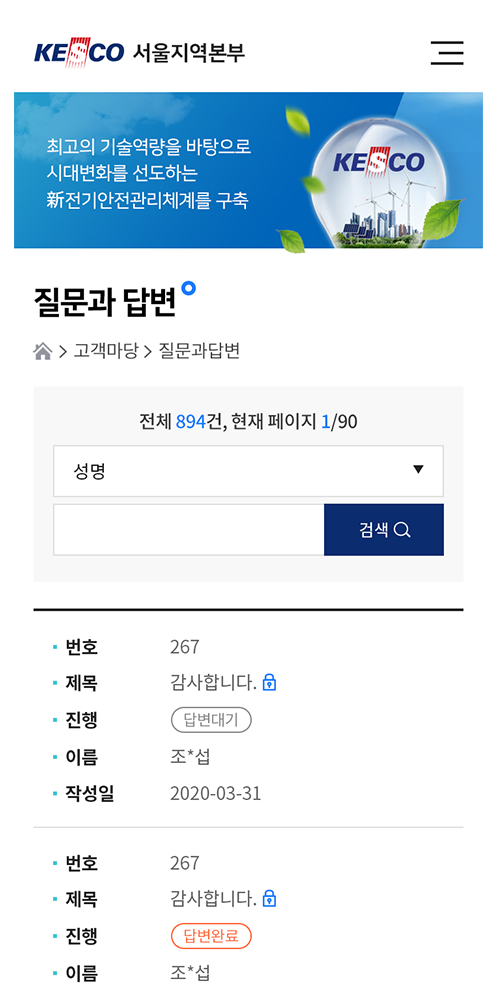 KESCO 서울지역본부
최고의 기술역량을 바탕으로
시대변화를 선도하는
新전기안전관리체계를 구축
KESCO
질문과 답변
> 고객마당 > 질문과답변
전체 894건, 현재 페이지 1/90
성명
검색
번호 267
제목 감사합니다.
진행 답변대기
이름 조*섭
작성일 2020-03-31
번호 267
제목 감사합니다.
진행 답변완료
이름 조*섭